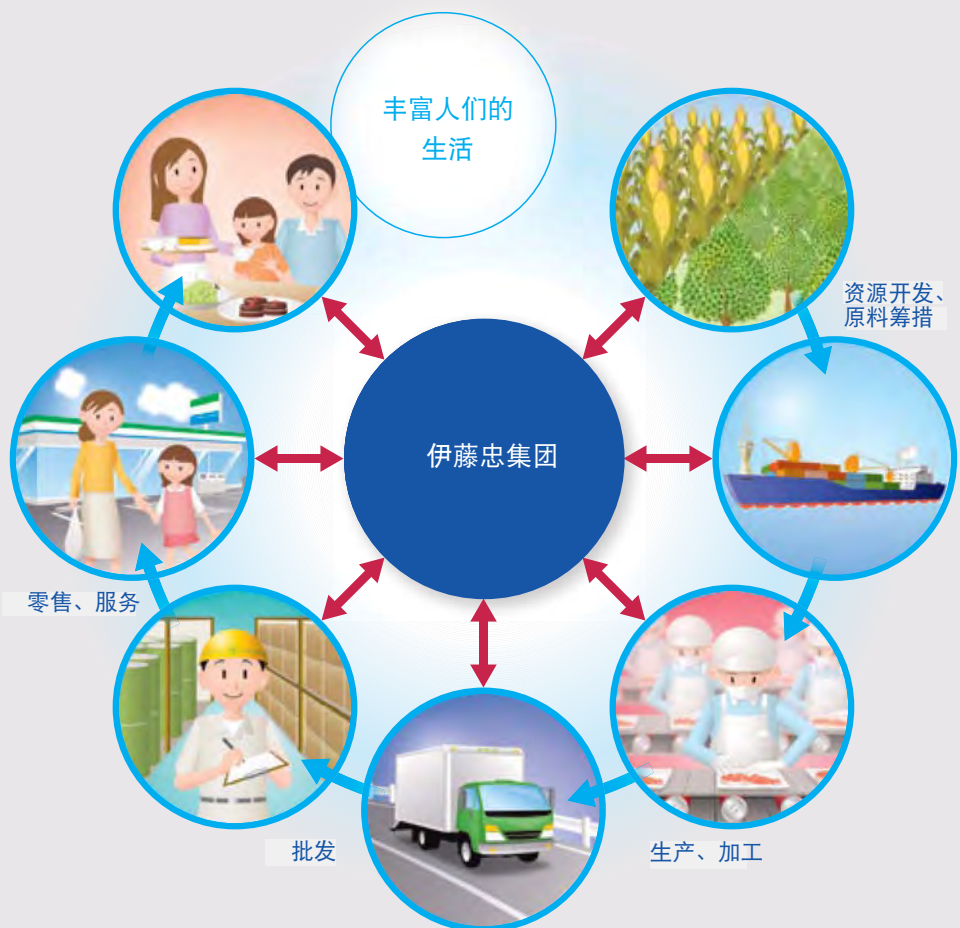 丰富人们的
生活
资源开发、
原料筹措
伊藤忠集团
零售、服务
批发
生产、加工